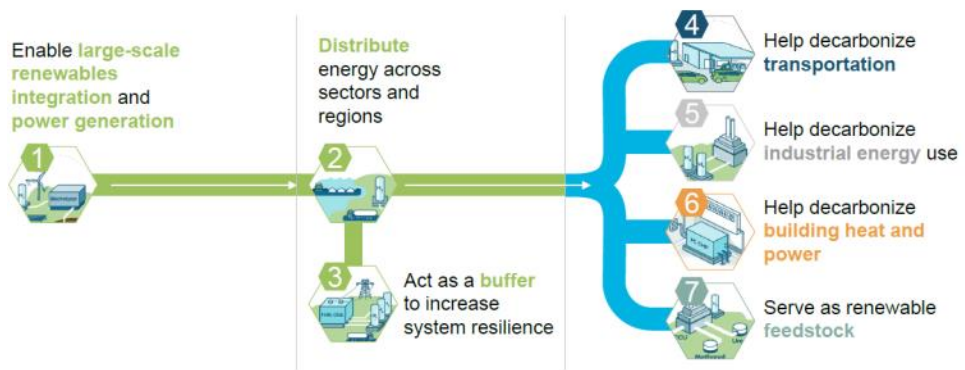 Enable large-scale
renewables
integration and
power generation
1
Distribute
energy across
sectors and
regions
2
3
Act as a buffer
to increase
system resilience
4
Help decarbonize
transportation
5
Help decarbonize
industrial energy use
6
Help decarbonize
building heat and
power
7
Serve as renewable
feedstock